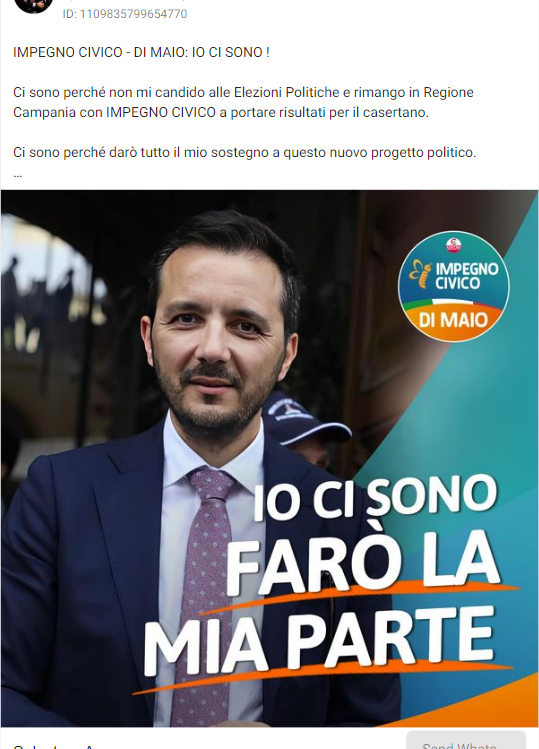 ID: 1109835799654770
IMPEGNO CIVICO - DI MAIO: IO CI SONO !
Ci sono perché non mi candido alle Elezioni Politiche e rimango in Regione
Campania con IMPEGNO CIVICO a portare risultati per il casertano.
Ci sono perché darò tutto il mio sostegno a questo nuovo progetto politico.
...
IMPEGNO
CIVICO
DI MAIO
IO CI SONO
FARÒ LA
MIA PARTE